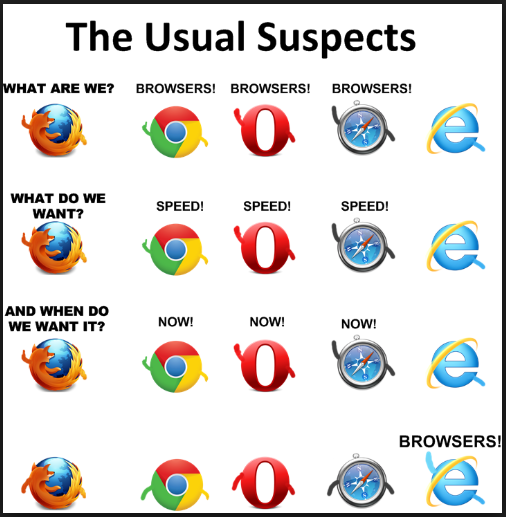 The Usual Suspects
WHAT ARE WE? BROWSERS! BROWSERS! BROWSERS!
WHAT DO WE
WANT? SPEED! SPEED! SPEED!
AND WHEN DO
WE WANT IT? NOW! NOW! NOW!
BROWSERS!